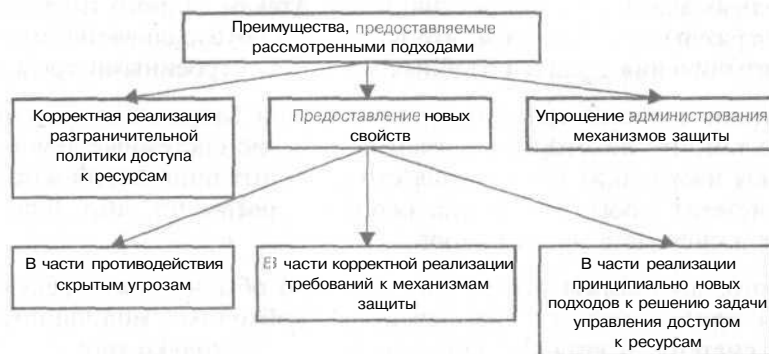 Преимущества, предоставляемые
рассмотренными подходами
Корректная реализация
разграничительной
политики доступа
к ресурсам
Предоставление новых
свойств
Упрощение администрирования
механизмов защиты
В части противодействия
скрытым угрозам
В части корректной реализации
требований к механизмам
защиты
В части реализации
принципиально новых
подходов к решению задачи
управления доступом
к ресурсам